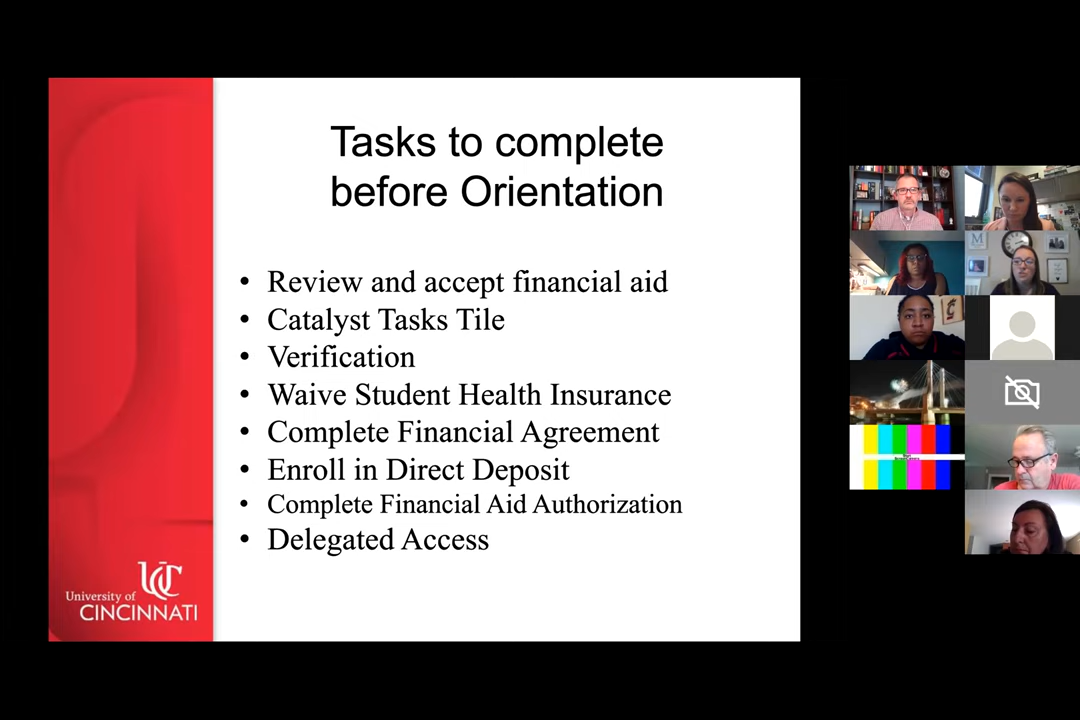 Tasks to complete
before Orientation
• Review and accept financial aid
• Catalyst Tasks Tile
• Verification
• Waive Student Health Insurance
• Complete Financial Agreement
• Enroll in Direct Deposit
• Complete Financial Aid Authorization
• Delegated Access
UC
University of
CINCINNATI
M